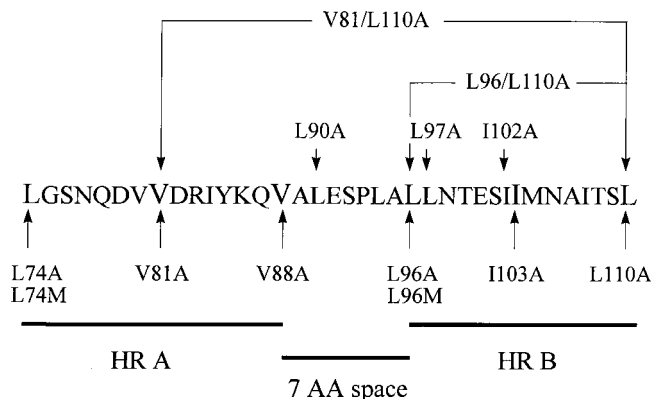 V81/L110A
L96/L110A
L90A L97A I102A
LGSNQDVVDRIYKQVALESPLALLNTESIIMNAITSL
L74A V81A V88A L96A I103A L110A
L74M L96M
HR A HR B
7 AA space